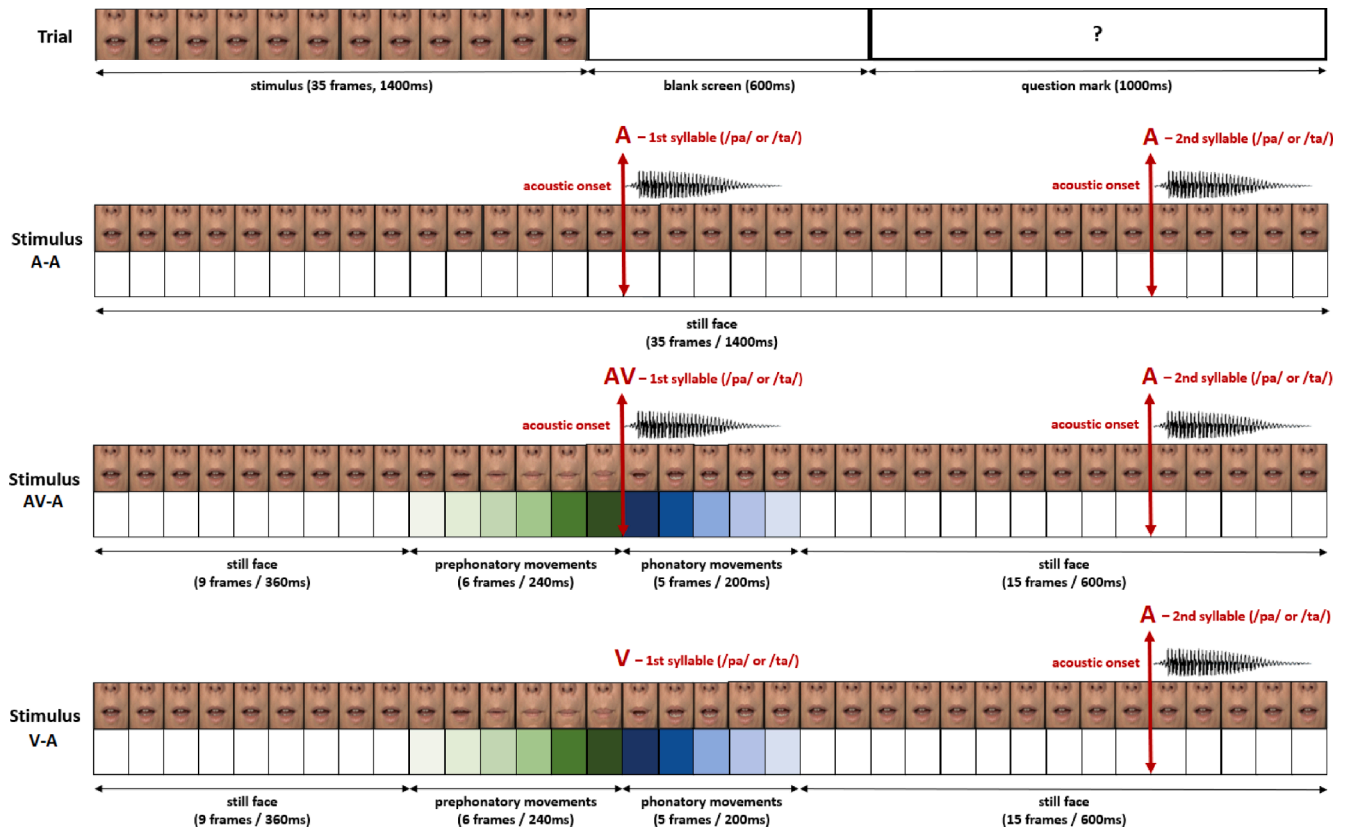 Trial
?
stimulus (35 frames, 1400ms)
blank screen (600ms)
question mark (1000ms)
A – 1st syllable (/pa/ or /ta/)
A – 2nd syllable (/pa/ or /ta/)
acoustic onset
acoustic onset
Stimulus
A-A
still face
(35 frames / 1400ms)
AV – 1st syllable (/pa/ or /ta/)
A – 2nd syllable (/pa/ or /ta/)
acoustic onset
acoustic onset
Stimulus
AV-A
still face
(9 frames / 360ms)
prephonatory movements
(6 frames / 240ms)
phonatory movements
(5 frames / 200ms)
still face
(15 frames / 600ms)
A – 2nd syllable (/pa/ or /ta/)
V – 1st syllable (/pa/ or /ta/)
acoustic onset
Stimulus
V-A
still face
(9 frames / 360ms)
prephonatory movements
(6 frames / 240ms)
phonatory movements
(5 frames / 200ms)
still face
(15 frames / 600ms)